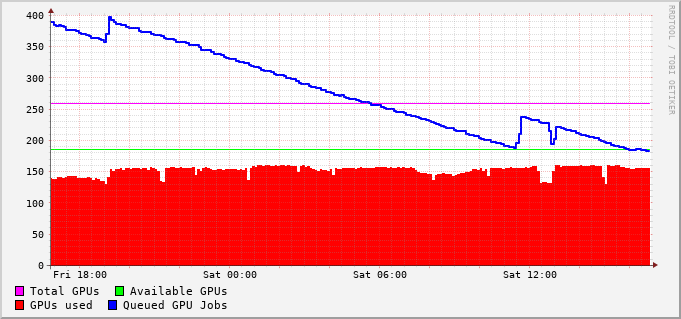 RRDTOOL / TOBI OETIKER
400
350
300
250
200
150
100
50
0
Fri 18:00 Sat 00:00 Sat 06:00 Sat 12:00
Total GPUs Available GPUs
GPUs used Queued GPU Jobs